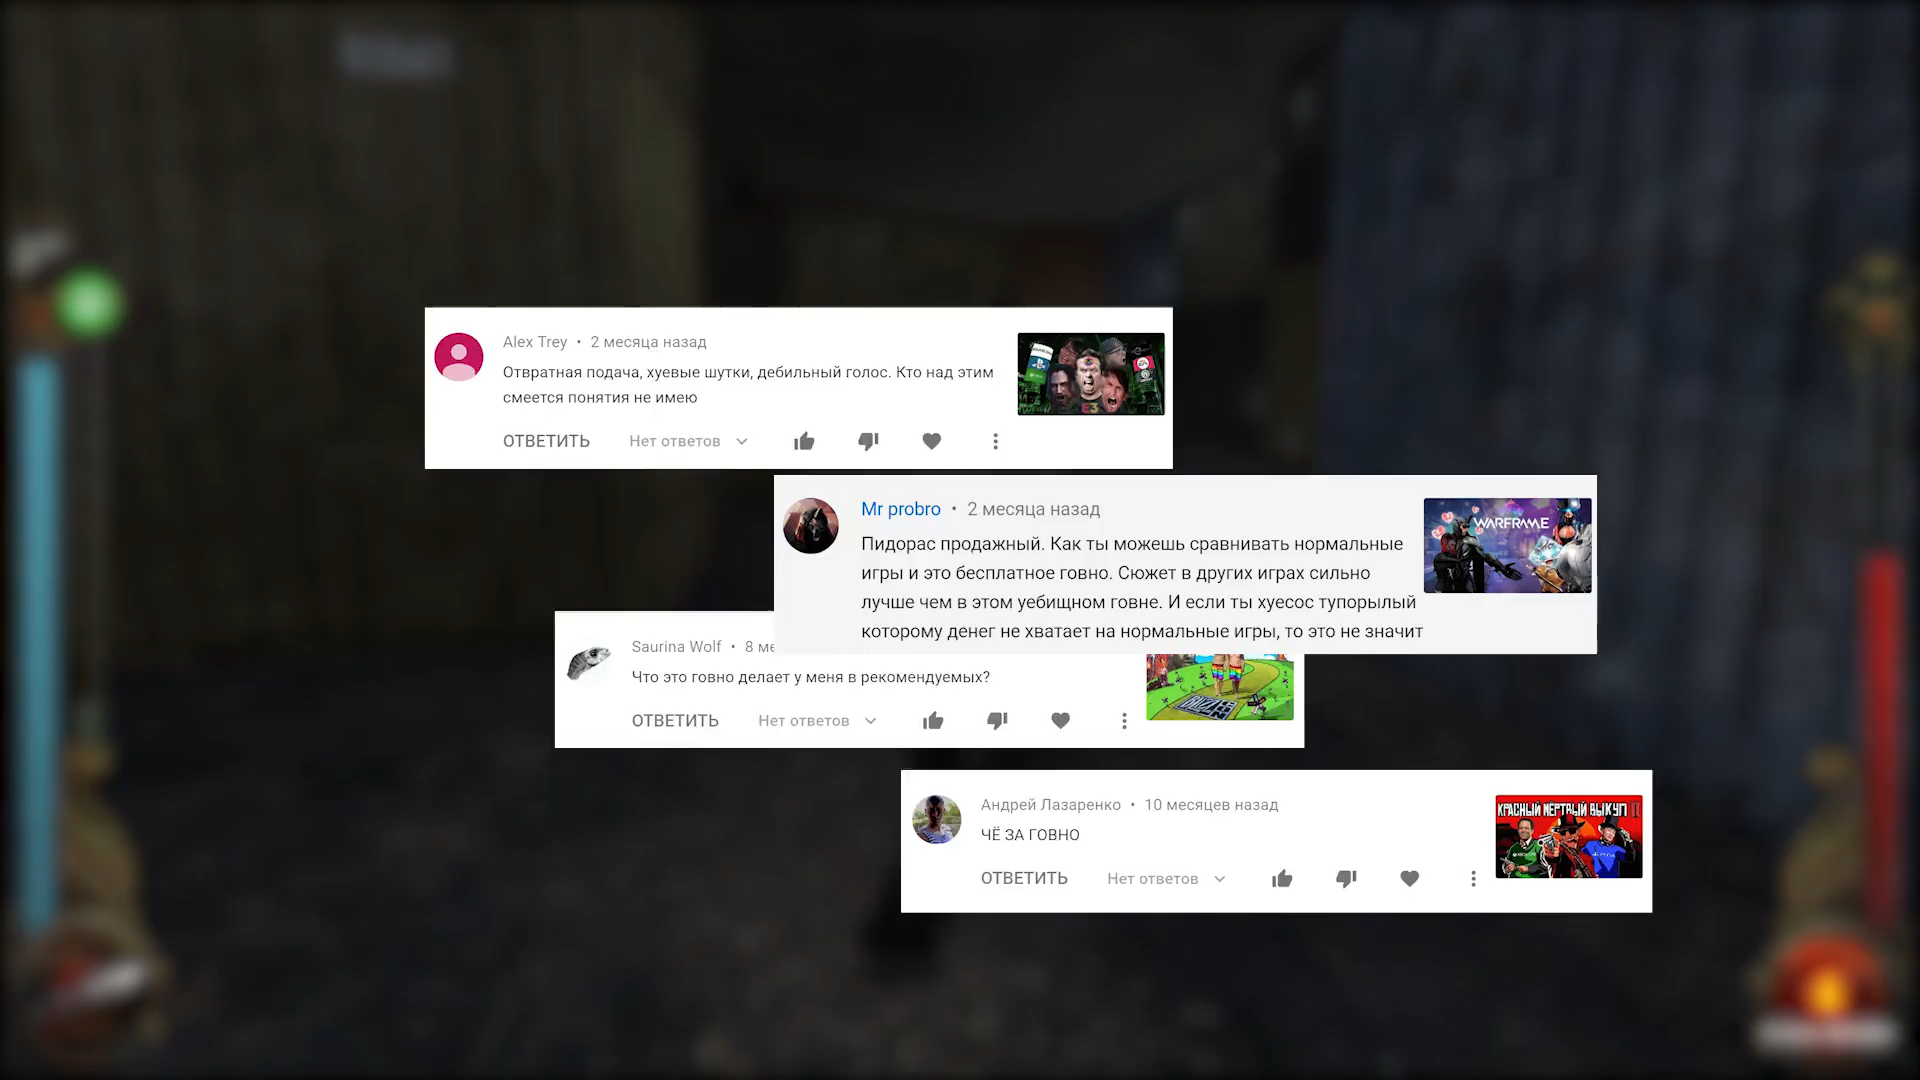 Alex Trey • 2 месяца назад
Отвратная подача, хуевые шутки, дебильный голос. Кто над этим
смеется понятия не имею
ОТВЕТИТЬ Нет ответов
E3
Mr probro • 2 месяца назад
Пидорас продажный. Как ты можешь сравнивать нормальные
игры и это бесплатное говно. Сюжет в других играх сильно
лучше чем в этом уебищном говне. И если ты хуесос тупорылый
которому денег не хватает на нормальные игры, то это не значит
WARFRAME
Saurina Wolf • 8 ме
Что это говно делает у меня в рекомендуемых?
ОТВЕТИТЬ Нет ответов
Андрей Лазаренко • 10 месяцев назад
ЧЁ ЗА ГОВНО
ОТВЕТИТЬ Нет ответов
КРАСНЫЙ МЁРТВЫЙ ВЫКУП II